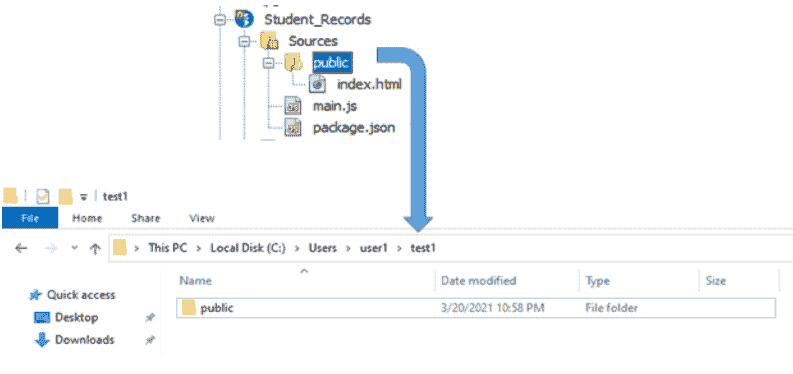 Student_Records
Sources
public
index.html
main.js
package.json
test1
File Home Share View
This PC > Local Disk (C:) > Users > user1 > test1
Name Date modified Type Size
Quick access
public 3/20/2021 10:58 PM File folder
Desktop
Downloads